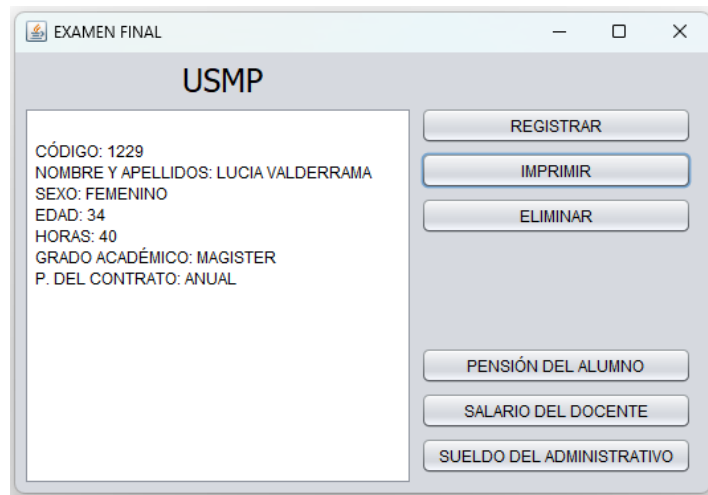 EXAMEN FINAL
USMP
CÓDIGO: 1229
NOMBRE Y APELLIDOS: LUCIA VALDERRAMA
SEXO: FEMENINO
EDAD: 34
HORAS: 40
GRADO ACADÉMICO: MAGISTER
P. DEL CONTRATO: ANUAL
REGISTRAR
IMPRIMIR
ELIMINAR
PENSIÓN DEL ALUMNO
SALARIO DEL DOCENTE
SUELDO DEL ADMINISTRATIVO